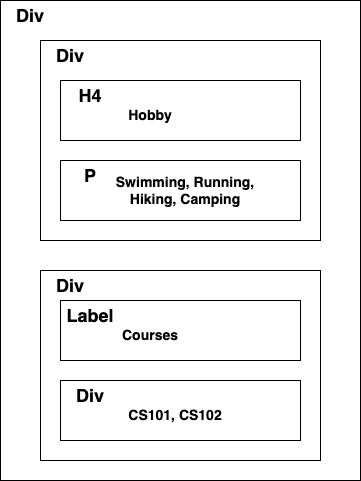 Div
Div
H4
Hobby
P
Swimming, Running,
Hiking, Camping
Div
Label
Courses
Div
CS101, CS102